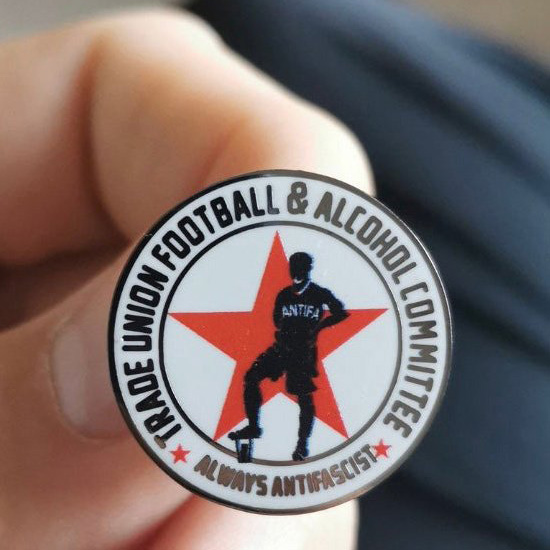 TRADE UNION FOOTBALL & ALCOHOL COMMITTEE
ANTIFA
ALWAYS ANTIFASCIST